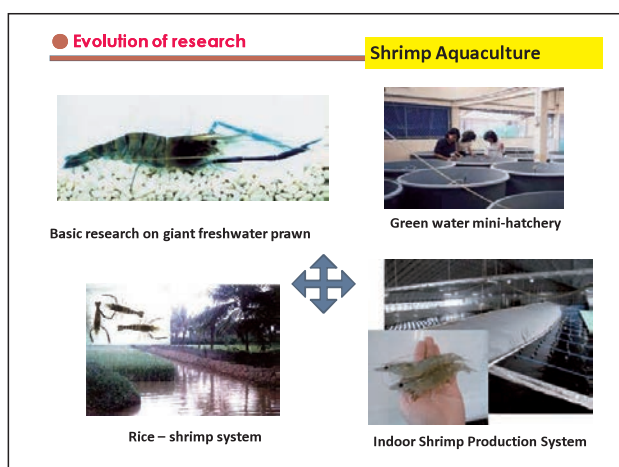 Evolution of research
Shrimp Aquaculture
Basic research on giant freshwater prawn
Green water mini-hatchery
Rice – shrimp system
Indoor Shrimp Production System